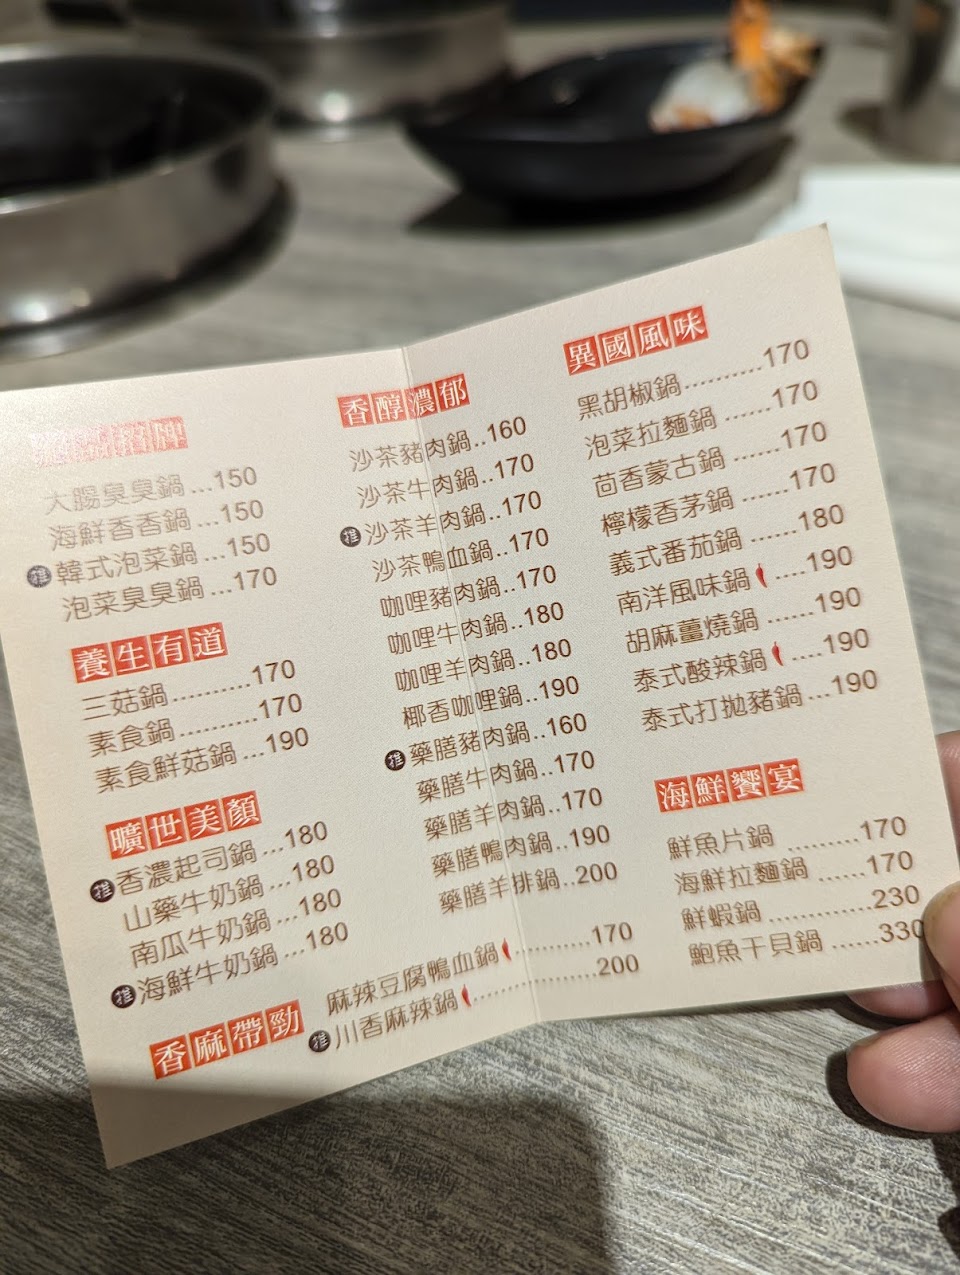 招牌
大腸臭臭鍋...150
海鮮香香鍋...150
推 韓式泡菜鍋...150
泡菜臭臭鍋...170
養生有道
三菇鍋..........170
素食鍋..........170
素食鮮菇鍋...190
曠世美顏
推 香濃起司鍋...180
山藥牛奶鍋...180
南瓜牛奶鍋...180
推 海鮮牛奶鍋...180
香麻帶勁
麻辣豆腐鴨血鍋..........170
推 川香麻辣鍋...............200
香醇濃郁
沙茶豬肉鍋..160
沙茶牛肉鍋..170
推 沙茶羊肉鍋..170
沙茶鴨血鍋..170
咖哩豬肉鍋..170
咖哩牛肉鍋..180
咖哩羊肉鍋..180
椰香咖哩鍋..190
推 藥膳豬肉鍋..160
藥膳牛肉鍋..170
藥膳羊肉鍋..170
藥膳鴨肉鍋..190
藥膳羊排鍋..200
異國風味
黑胡椒鍋..........170
泡菜拉麵鍋......170
茴香蒙古鍋......170
檸檬香茅鍋......170
義式番茄鍋......180
南洋風味鍋....190
胡麻薑燒鍋......190
泰式酸辣鍋....190
泰式打拋豬鍋...190
海鮮饗宴
鮮魚片鍋.........170
海鮮拉麵鍋......170
鮮蝦鍋............230
鮑魚干貝鍋......330